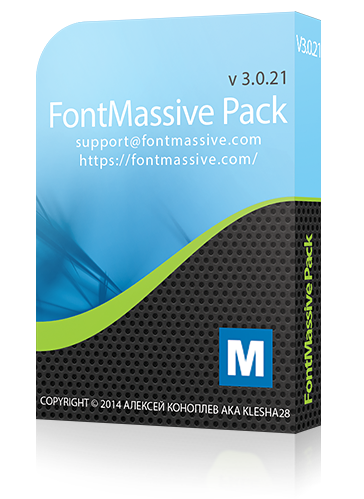 v 3.0.21
FontMassive Pack
support@fontmassive.com
https://fontmassive.com/
M
COPYRIGHT © 2014 АЛЕКСЕЙ КОНОПЛЕВ AKA KLESHA28
V3.0.21
FontMassive Pack